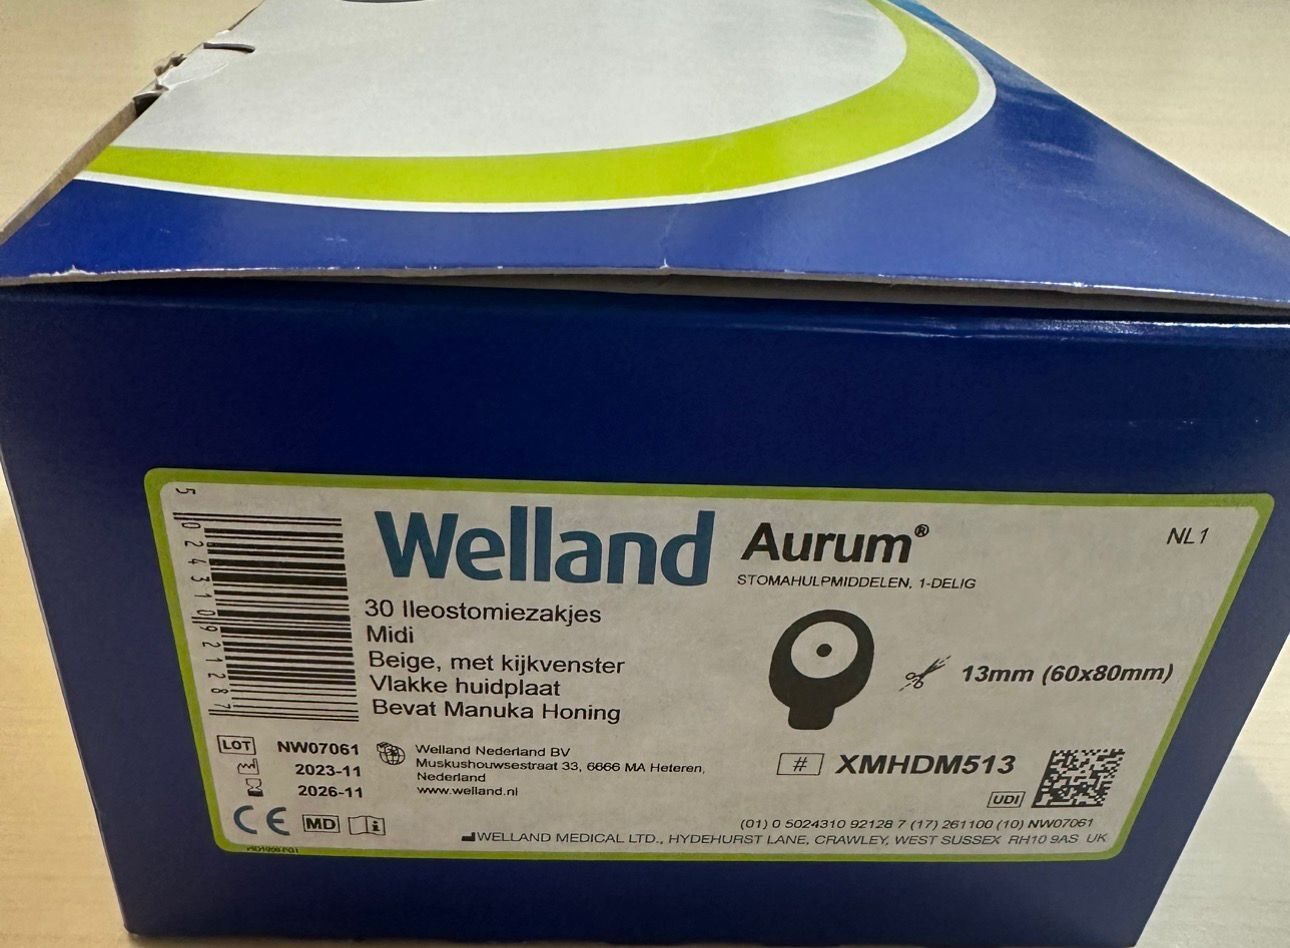 5 024310 921287
Welland
Aurum®
STOMAHULPMIDDELEN, 1-DELIG
NL1
30 Ileostomiezakjes
Midi
Beige, met kijkvenster
Vlakke huidplaat
Bevat Manuka Honing
13mm (60x80mm)
LOT NW07061
2023-11
2026-11
Welland Nederland BV
Muskushouwsestraat 33, 6666 MA Heteren,
Nederland
www.welland.nl
# XMHDM513
UDI
CE MD i
(01) 0 5024310 92128 7 (17) 261100 (10) NW07061
WELLAND MEDICAL LTD., HYDEHURST LANE, CRAWLEY, WEST SUSSEX RH10 9AS UK